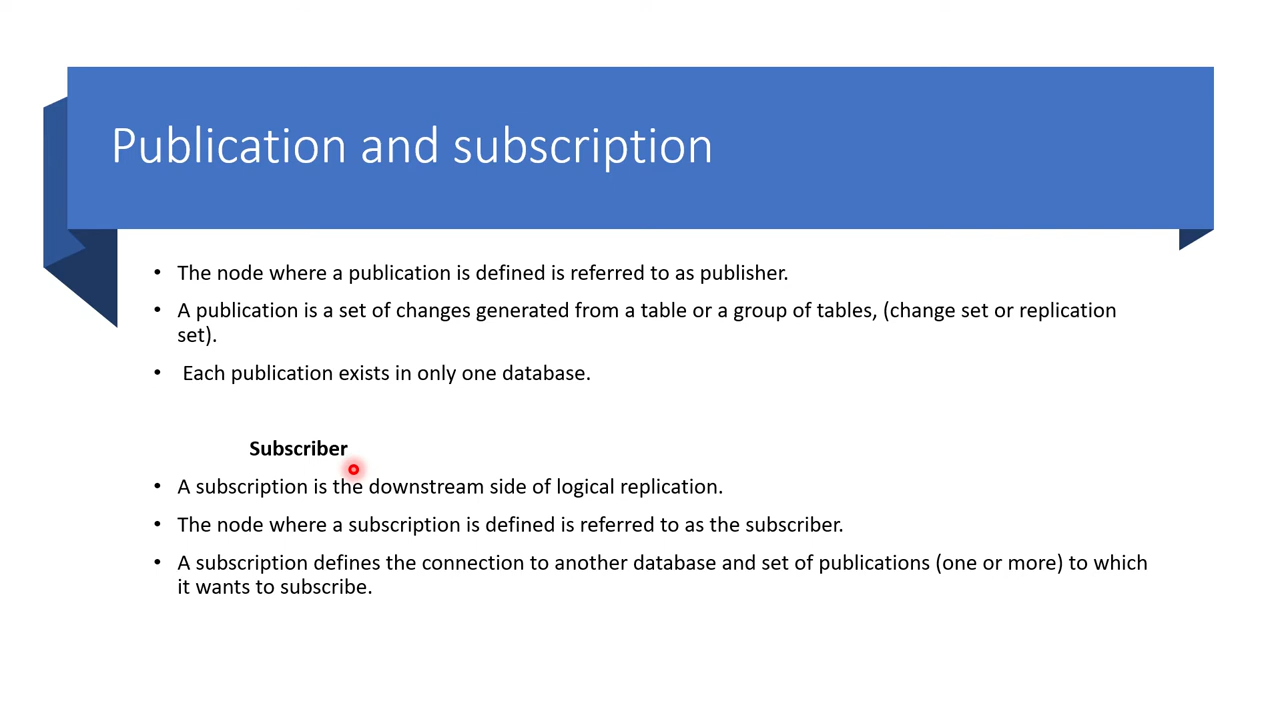 Publication and subscription
• The node where a publication is defined is referred to as publisher.
• A publication is a set of changes generated from a table or a group of tables, (change set or replication
set).
• Each publication exists in only one database.
Subscriber
• A subscription is the downstream side of logical replication.
• The node where a subscription is defined is referred to as the subscriber.
• A subscription defines the connection to another database and set of publications (one or more) to which
it wants to subscribe.